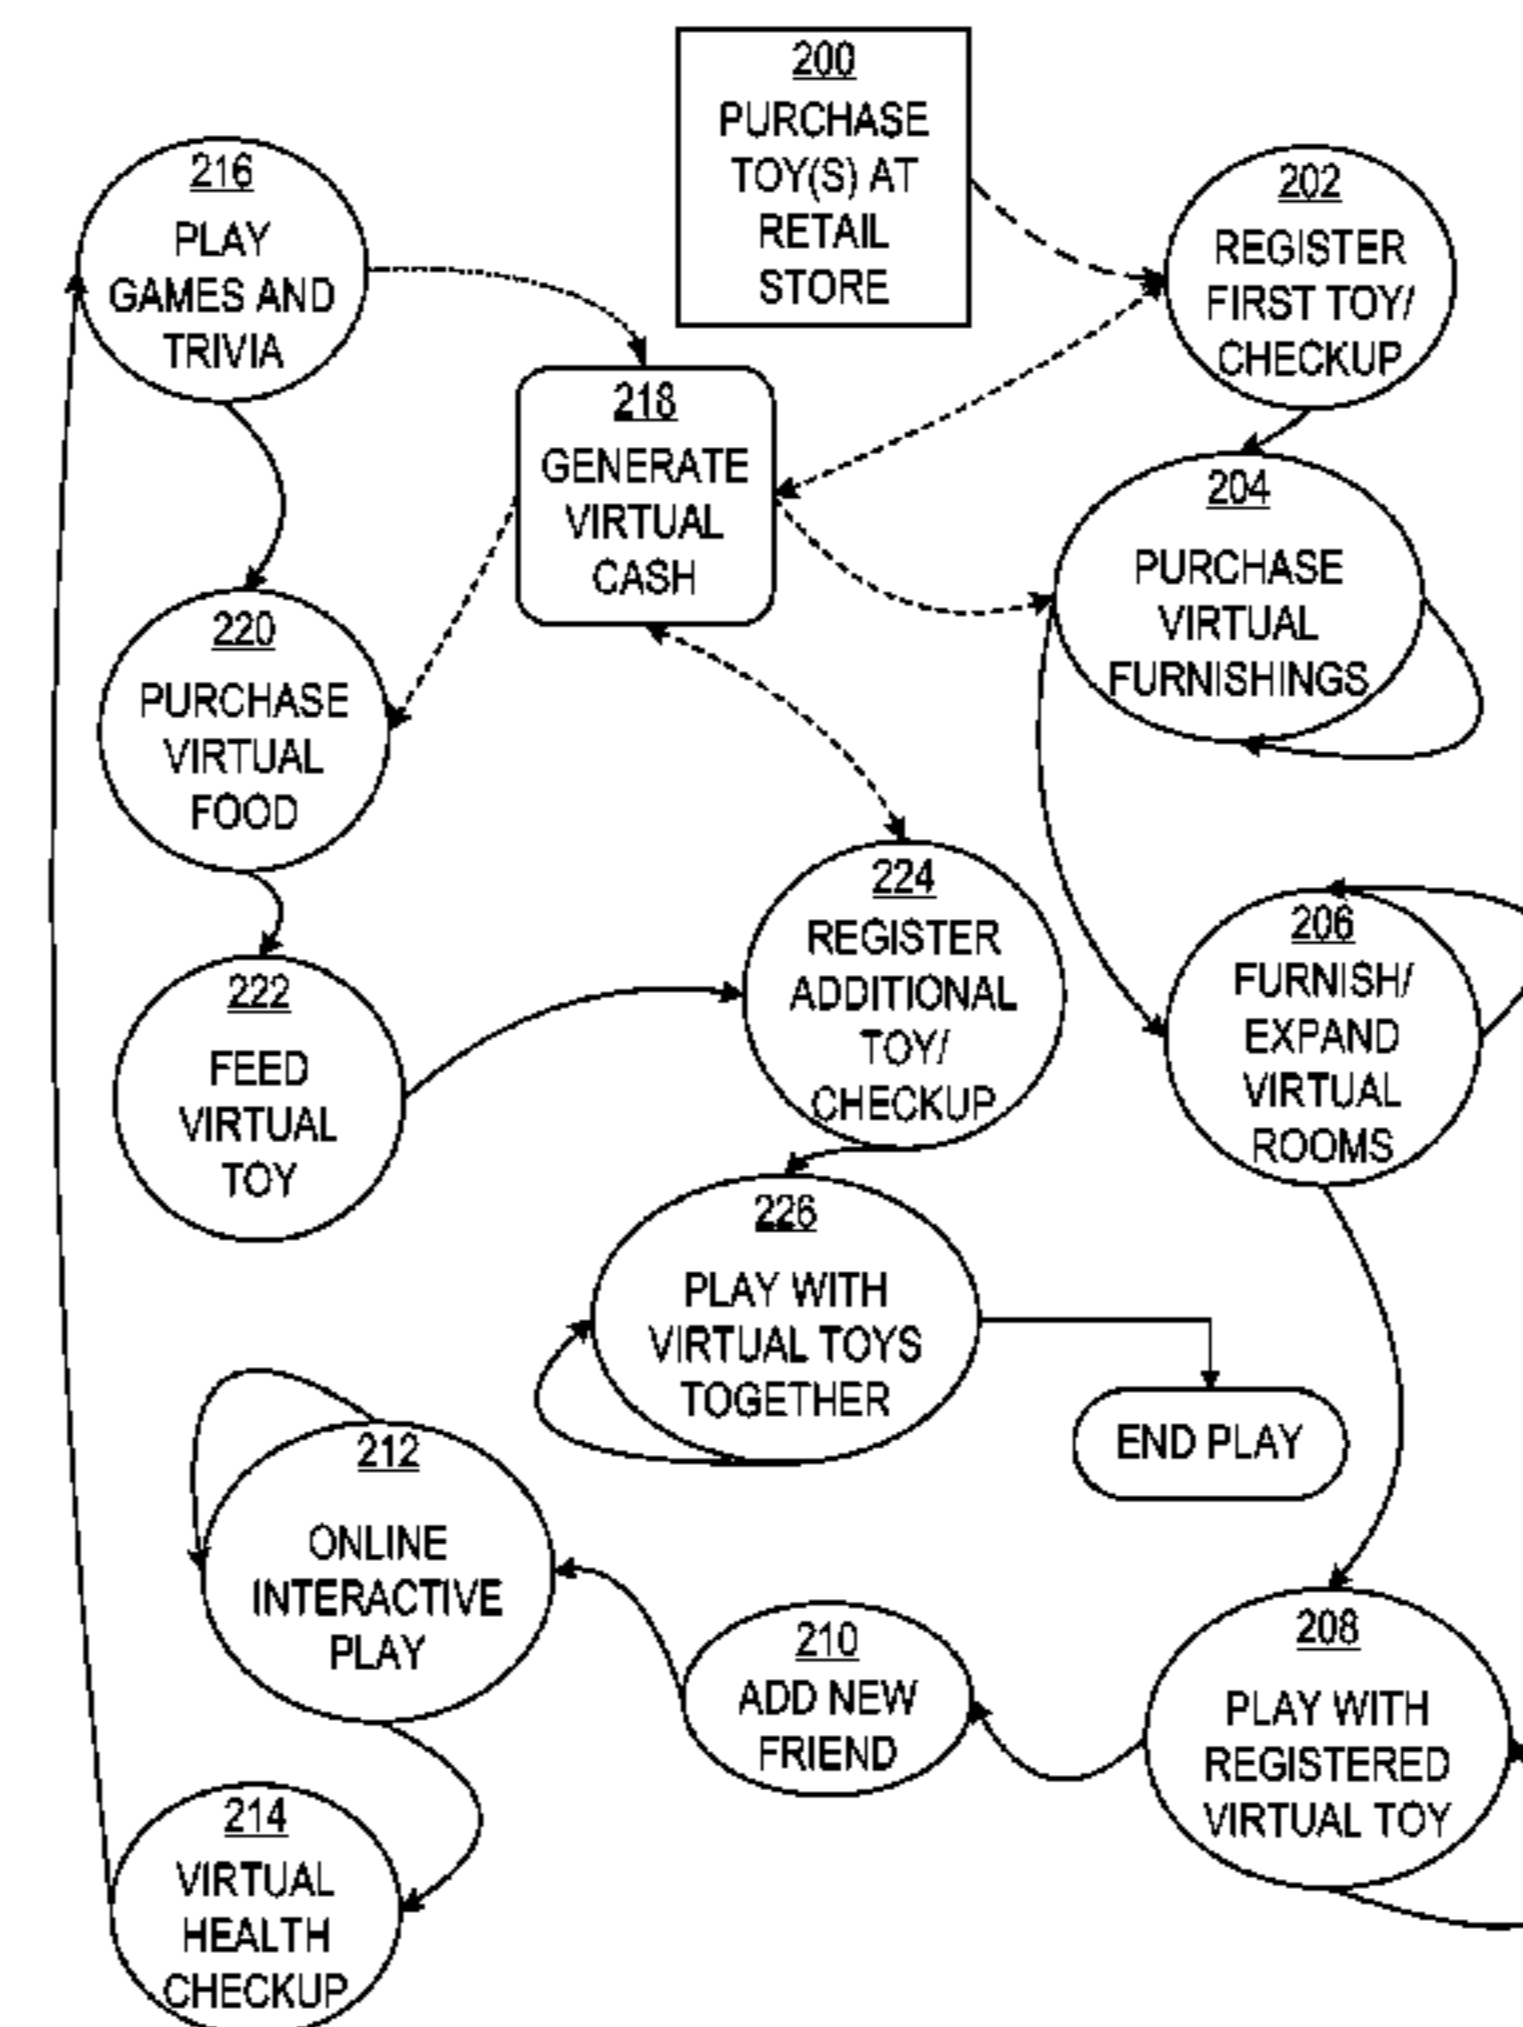 200
PURCHASE
TOY(S) AT
RETAIL
STORE
202
REGISTER
FIRST TOY/
CHECKUP
204
PURCHASE
VIRTUAL
FURNISHINGS
206
FURNISH/
EXPAND
VIRTUAL
ROOMS
208
PLAY WITH
REGISTERED
VIRTUAL TOY
210
ADD NEW
FRIEND
212
ONLINE
INTERACTIVE
PLAY
214
VIRTUAL
HEALTH
CHECKUP
216
PLAY
GAMES AND
TRIVIA
218
GENERATE
VIRTUAL
CASH
220
PURCHASE
VIRTUAL
FOOD
222
FEED
VIRTUAL
TOY
224
REGISTER
ADDITIONAL
TOY/
CHECKUP
226
PLAY WITH
VIRTUAL TOYS
TOGETHER
END PLAY